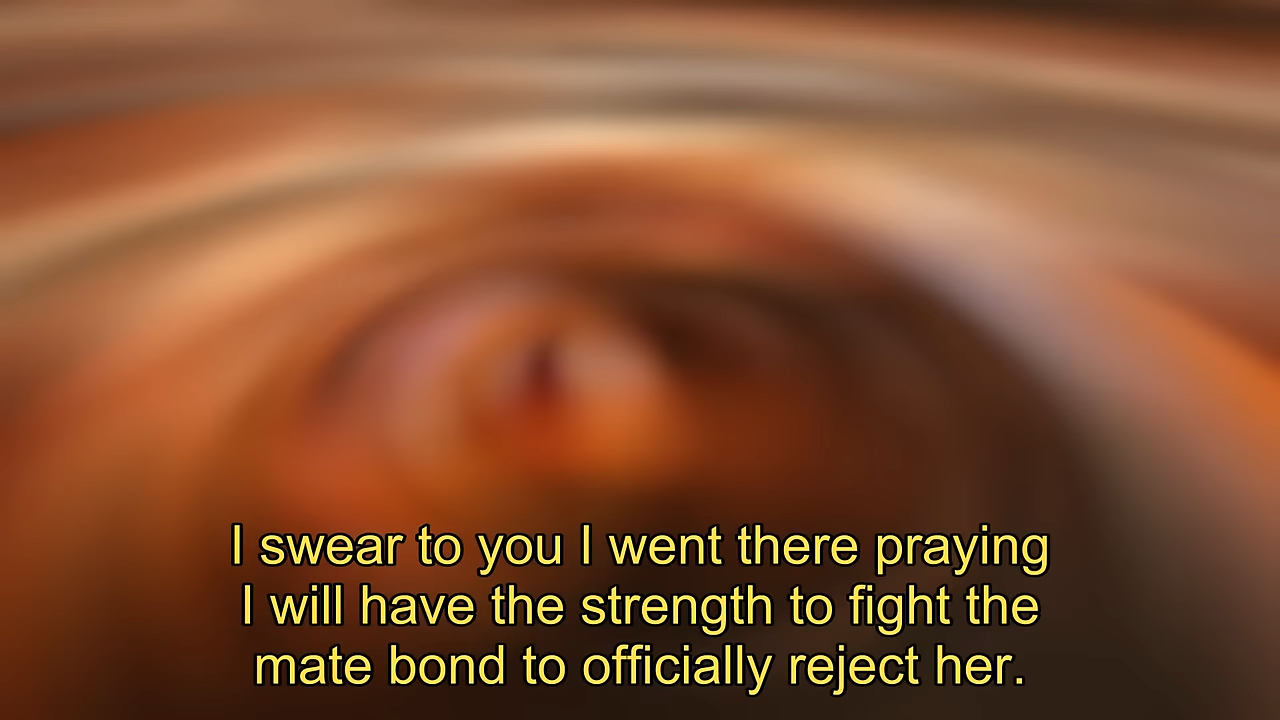 I swear to you I went there praying
I will have the strength to fight the
mate bond to officially reject her.